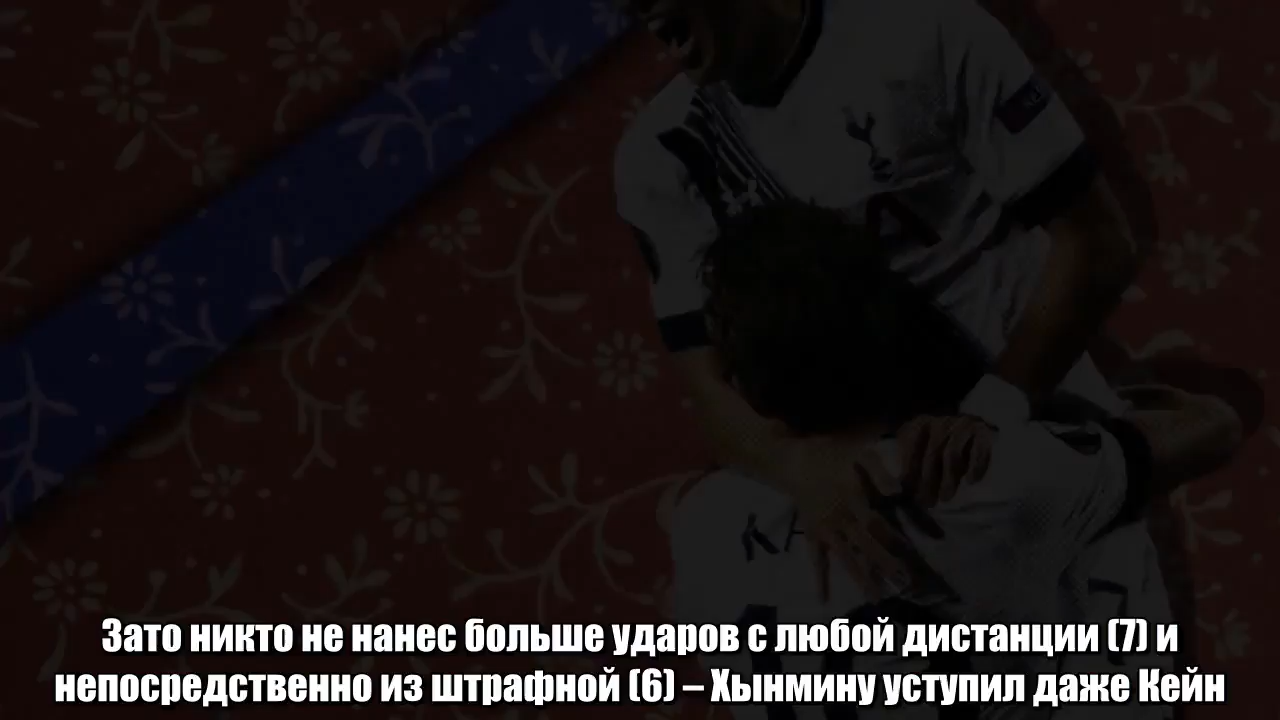 Зато никто не нанес больше ударов с любой дистанции (7) и
непосредственно из штрафной (6) – Хынмину уступил даже Кейн